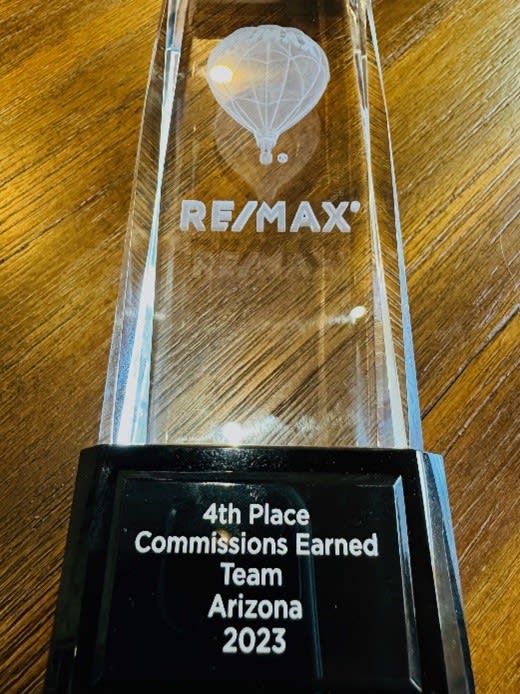 RE/MAX®
4th Place
Commissions Earned
Team
Arizona
2023